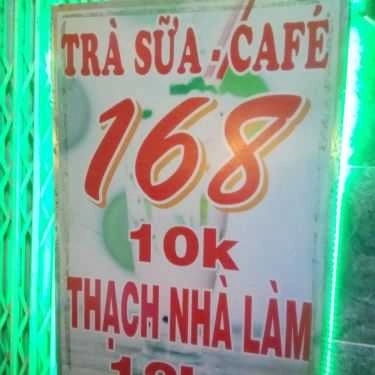 TRÀ SỮA - CAFÉ
168
10k
THẠCH NHÀ LÀM